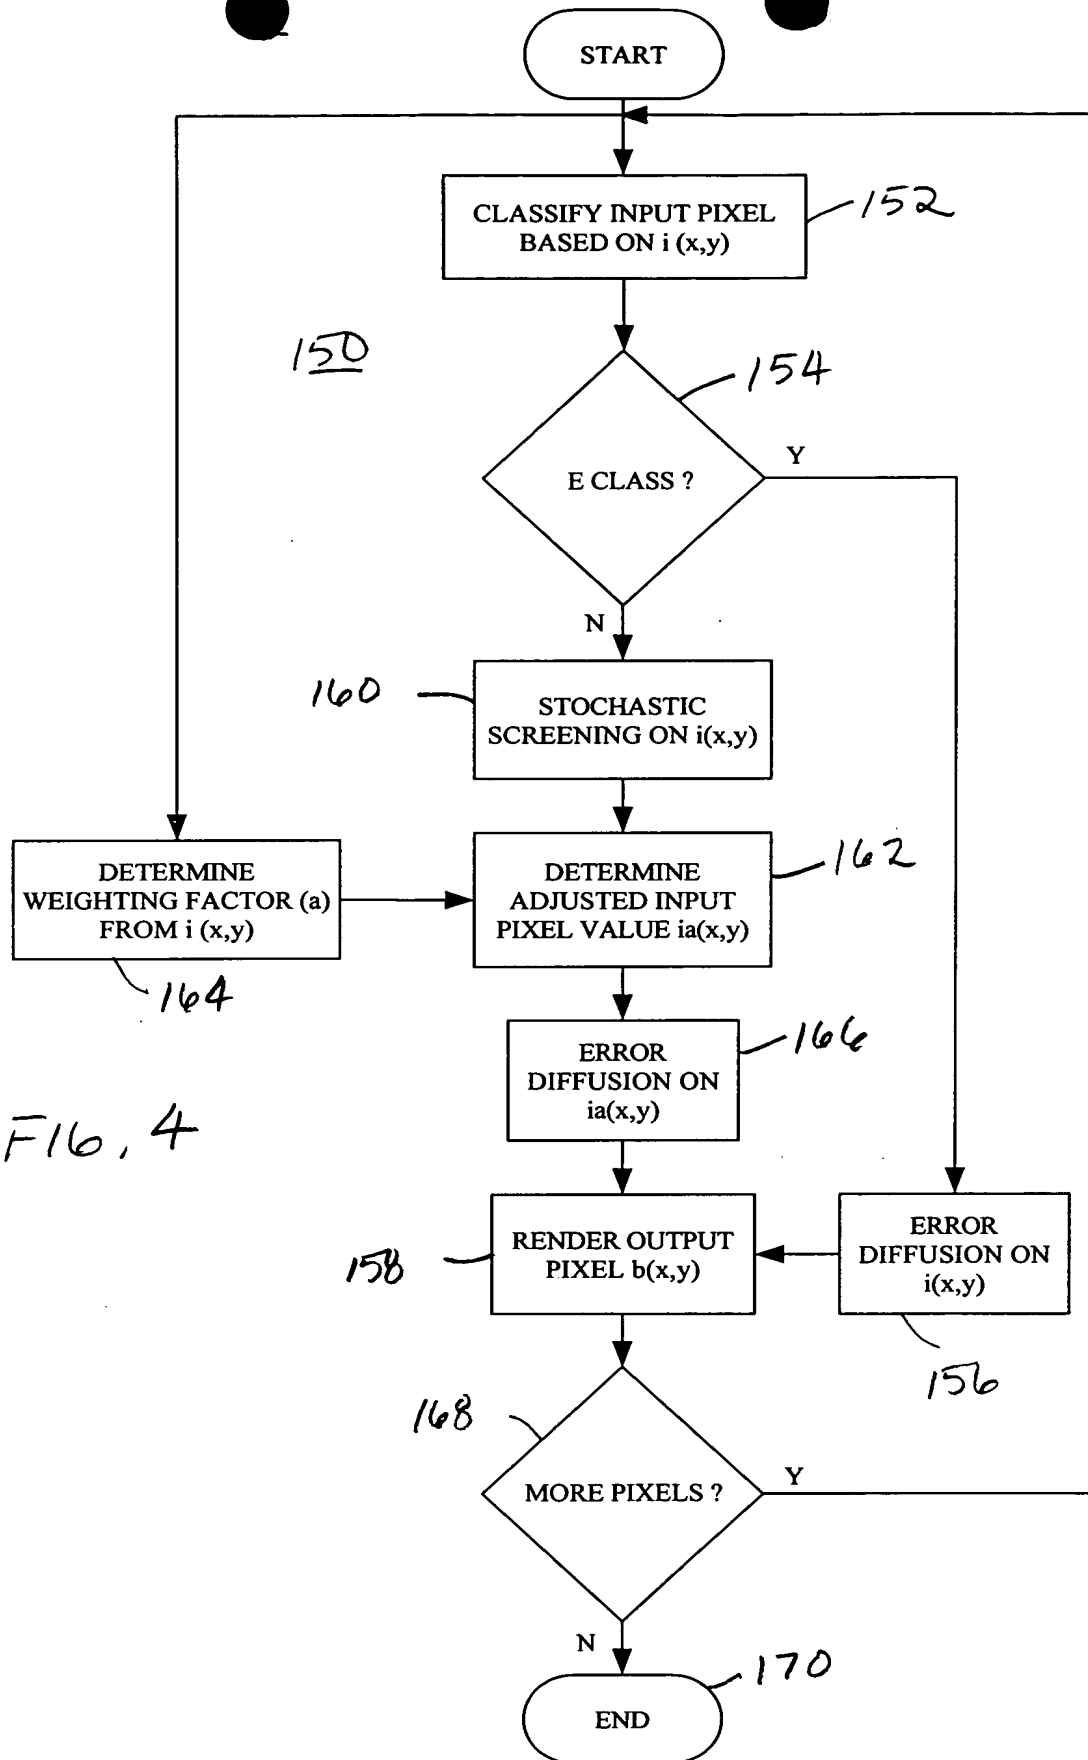 START
CLASSIFY INPUT PIXEL
BASED ON i (x,y)
152
150
154
E CLASS ?
Y
N
160
STOCHASTIC
SCREENING ON i(x,y)
DETERMINE
WEIGHTING FACTOR (a)
FROM i (x,y)
164
DETERMINE
ADJUSTED INPUT
PIXEL VALUE ia(x,y)
162
ERROR
DIFFUSION ON
ia(x,y)
166
FIG. 4
158
RENDER OUTPUT
PIXEL b(x,y)
ERROR
DIFFUSION ON
i(x,y)
156
168
MORE PIXELS ?
Y
N
170
END